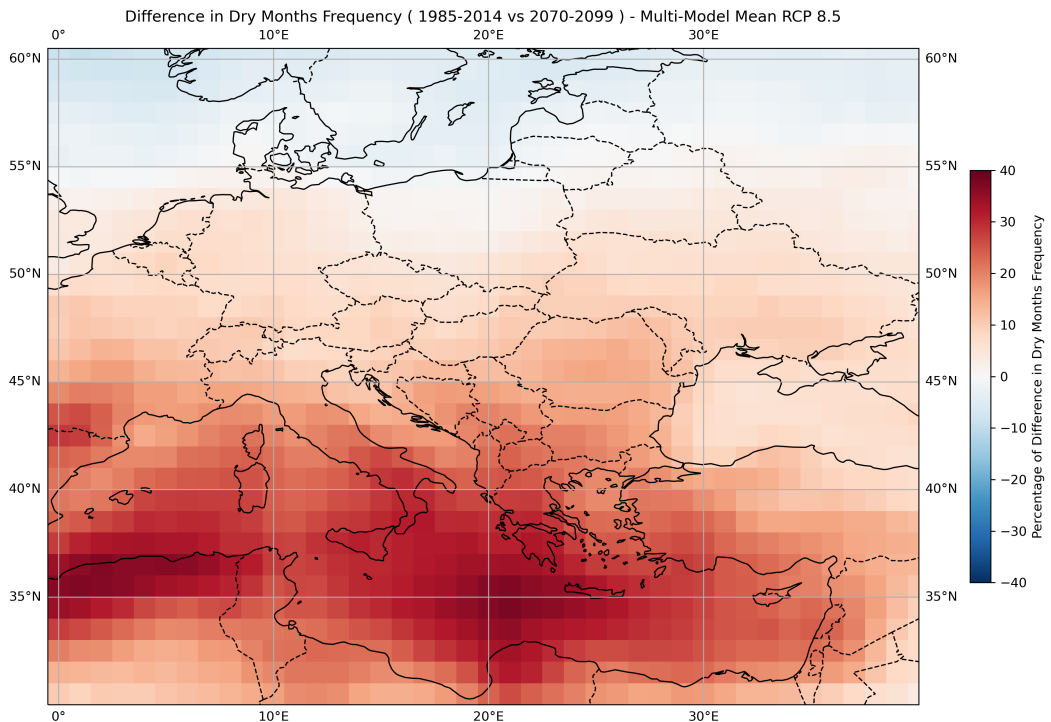 Difference in Dry Months Frequency ( 1985-2014 vs 2070-2099 ) - Multi-Model Mean RCP 8.5
0° 10°E 20°E 30°E
60°N 60°N
55°N 55°N
50°N 50°N
45°N 45°N
40°N 40°N
35°N 35°N
0° 10°E 20°E 30°E
40
30
20
10
0
−10
−20
−30
−40
Percentage of Difference in Dry Months Frequency